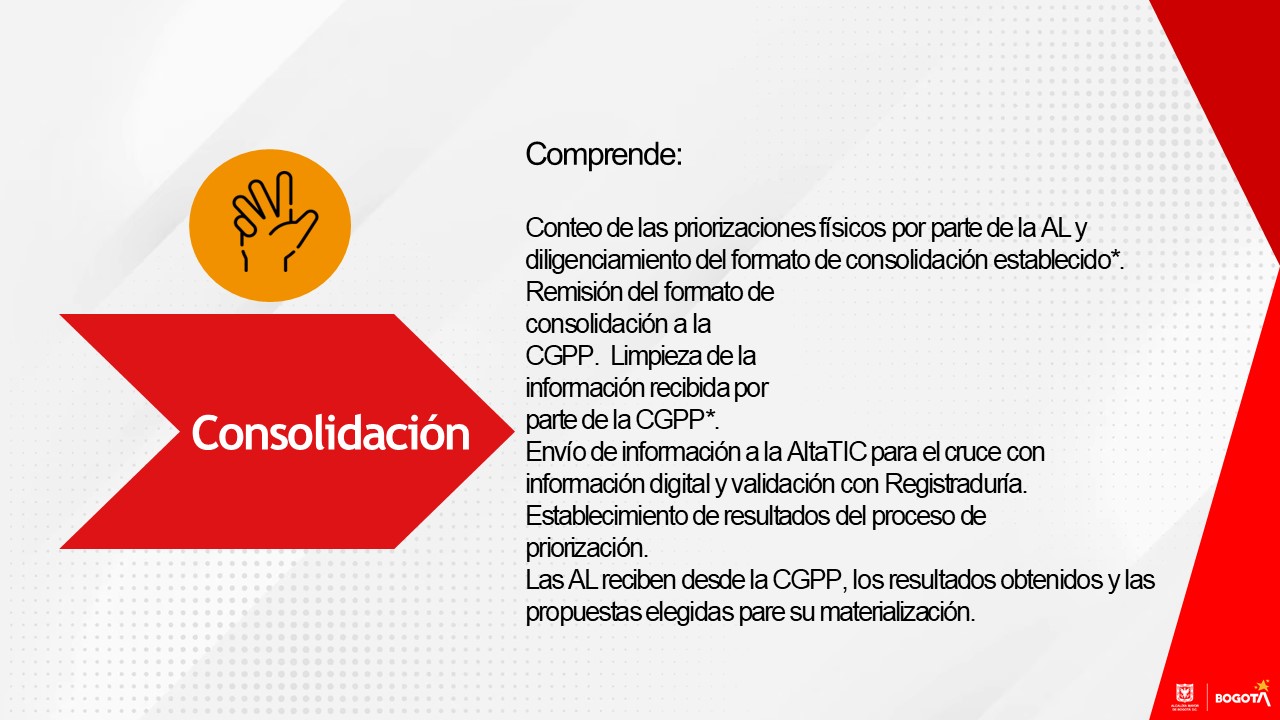 Comprende:
Conteo de las priorizaciones físicos por parte de la AL y
diligenciamiento del formato de consolidación establecido*.
Remisión del formato de
consolidación a la
CGPP. Limpieza de la
información recibida por
parte de la CGPP*.
Envío de información a la AltaTIC para el cruce con
información digital y validación con Registraduría.
Establecimiento de resultados del proceso de
priorización.
Las AL reciben desde la CGPP, los resultados obtenidos y las
propuestas elegidas pare su materialización.
Consolidación
ALCALDÍA MAYOR
DE BOGOTÁ D.C.
BOGOTÁ